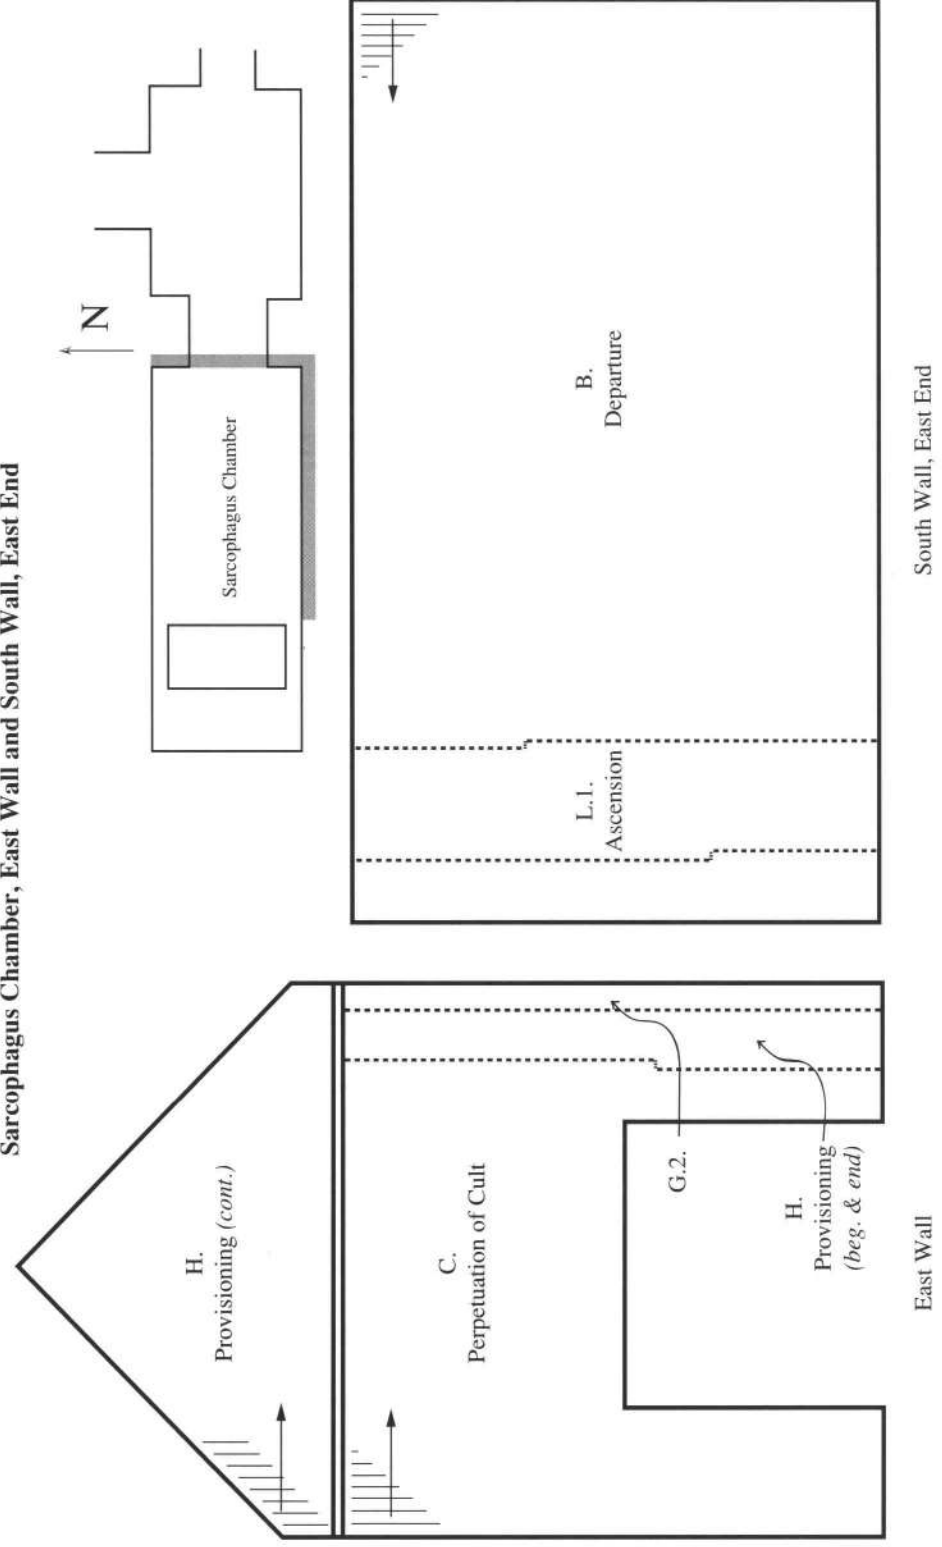 Sarcophagus Chamber, East Wall and South Wall, East End
N
Sarcophagus Chamber
H.
Provisioning (cont.)
C.
Perpetuation of Cult
G.2.
H.
Provisioning
(beg. & end)
East Wall
L.1.
Ascension
B.
Departure
South Wall, East End